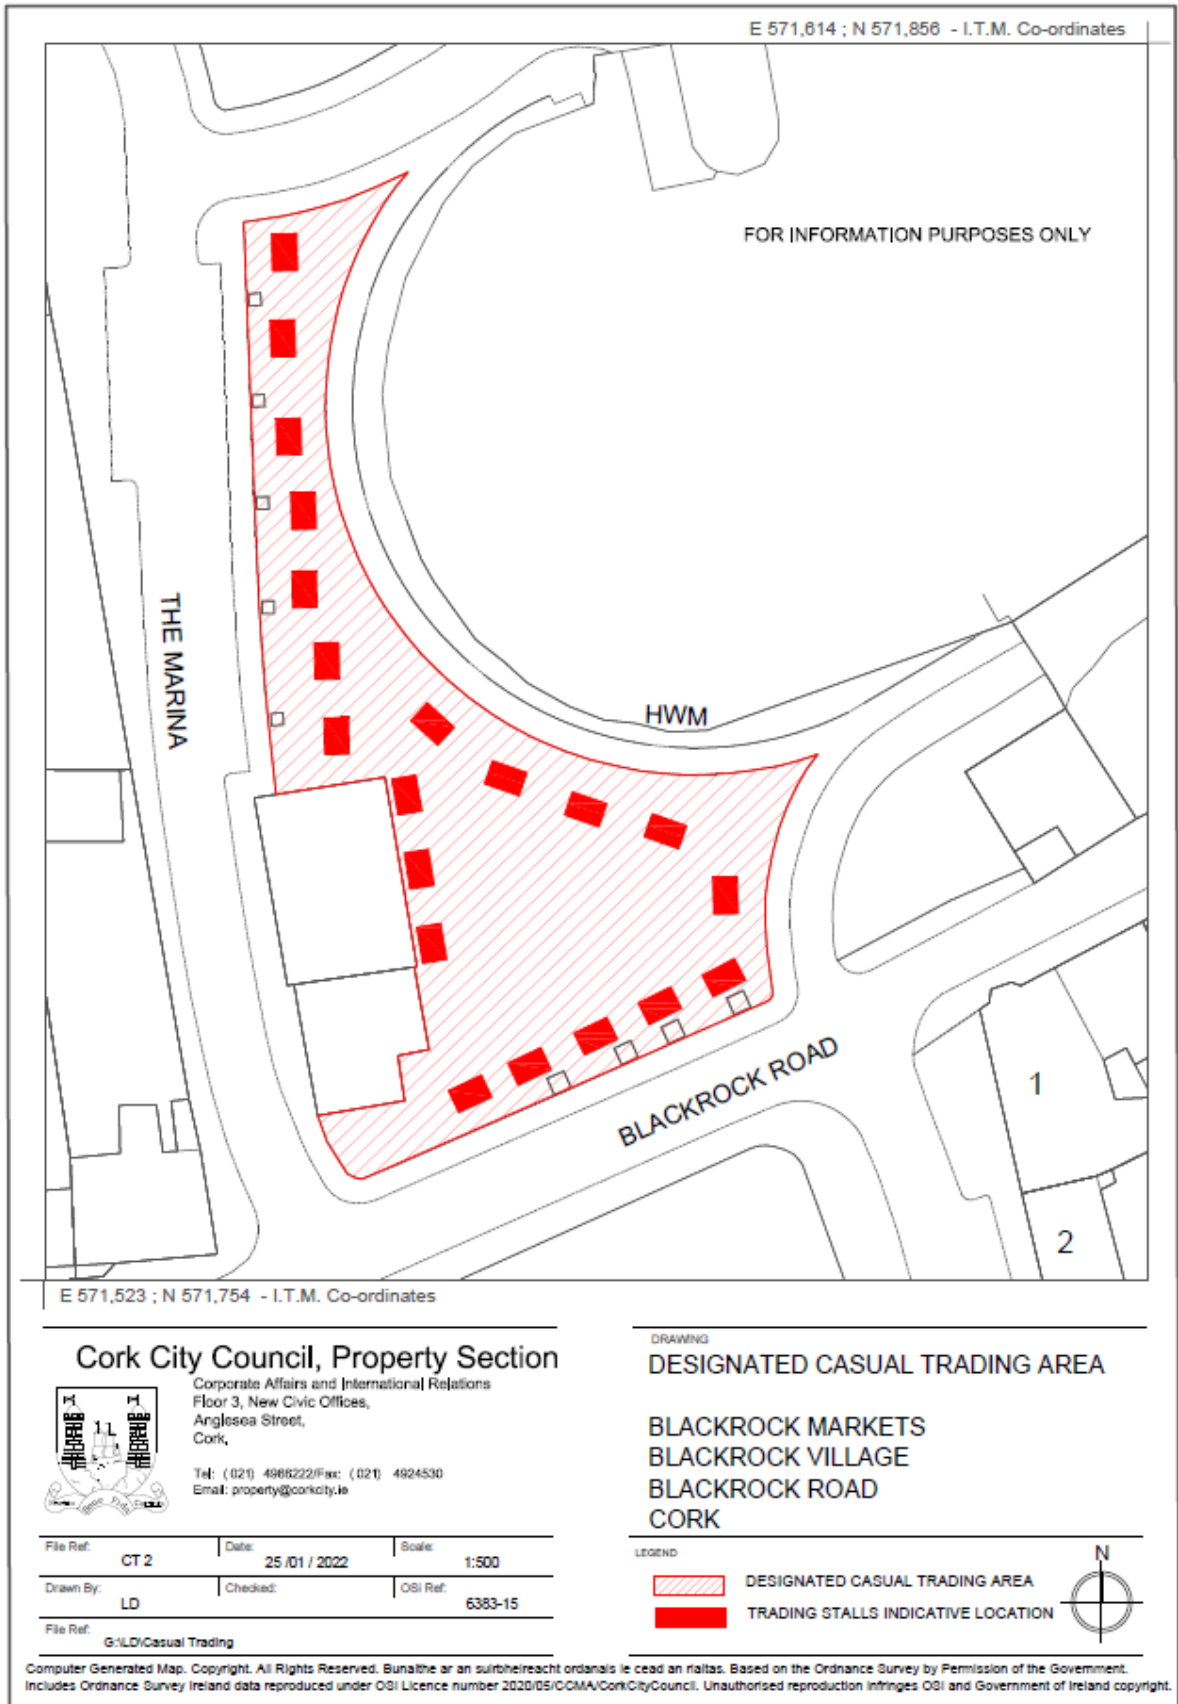 E 571,614 ; N 571,856 - I.T.M. Co-ordinates
FOR INFORMATION PURPOSES ONLY
THE MARINA
HWM
BLACKROCK ROAD
1
2
E 571,523 ; N 571,754 - I.T.M. Co-ordinates
Cork City Council, Property Section
Corporate Affairs and International Relations
Floor 3, New Civic Offices,
Anglesea Street,
Cork.
Tel: (021) 4966222/Fax: (021) 4924530
Email: property@corkcity.ie
File Ref: CT 2 Date: 25 /01 / 2022 Scale: 1:500
Drawn By: LD Checked: OSi Ref: 6383-15
File Ref: G:\LD\Casual Trading
DRAWING
DESIGNATED CASUAL TRADING AREA
BLACKROCK MARKETS
BLACKROCK VILLAGE
BLACKROCK ROAD
CORK
LEGEND
N
DESIGNATED CASUAL TRADING AREA
TRADING STALLS INDICATIVE LOCATION
Computer Generated Map. Copyright. All Rights Reserved. Bunaithe ar an suirbheireacht ordanais le cead an rialtas. Based on the Ordnance Survey by Permission of the Government.
Includes Ordnance Survey Ireland data reproduced under OSi Licence number 2020/05/CCMA/CorkCityCouncil. Unauthorised reproduction infringes OSi and Government of Ireland copyright.